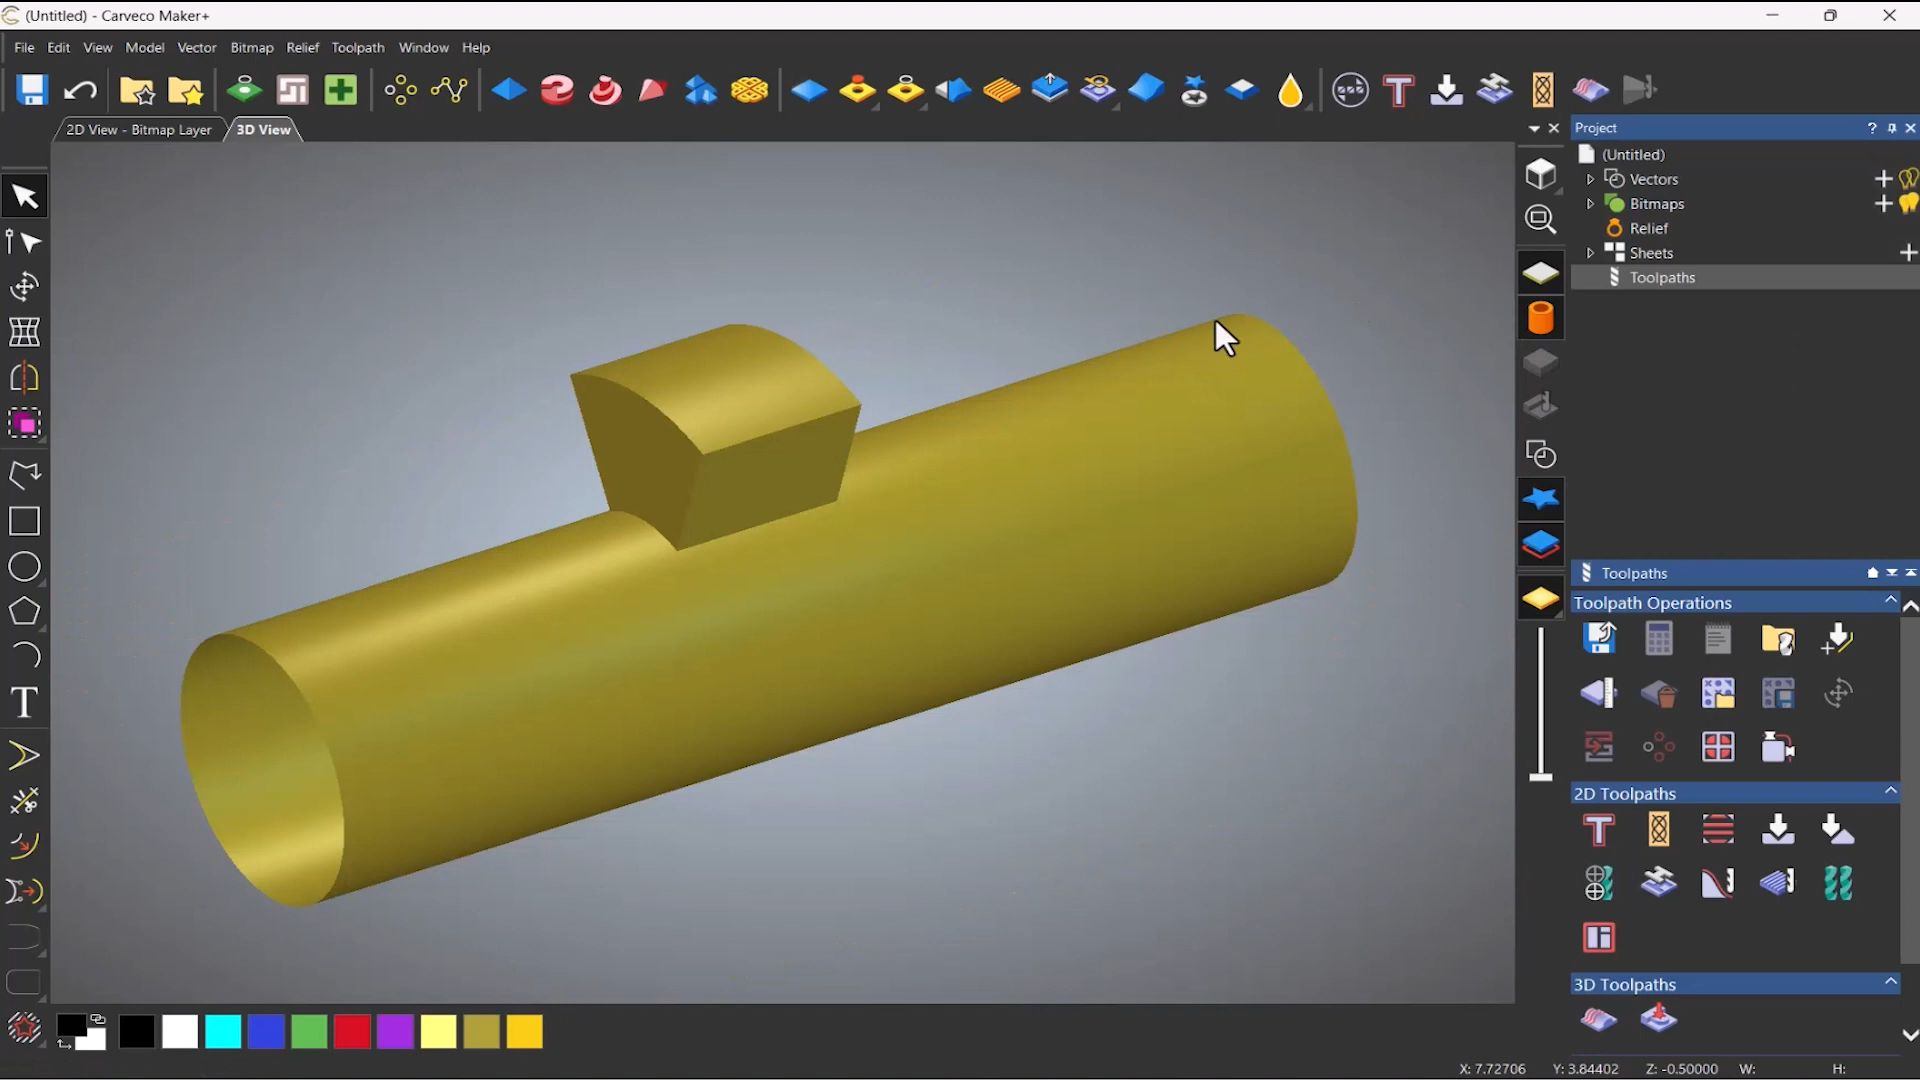 (Untitled) - Carveco Maker+
File Edit View Model Vector Bitmap Relief Toolpath Window Help
2D View - Bitmap Layer 3D View
Project
(Untitled)
Vectors
Bitmaps
Relief
Sheets
Toolpaths
Toolpaths
Toolpath Operations
2D Toolpaths
3D Toolpaths
X: 7.72706 Y: 3.84402 Z: -0.50000 W: H: